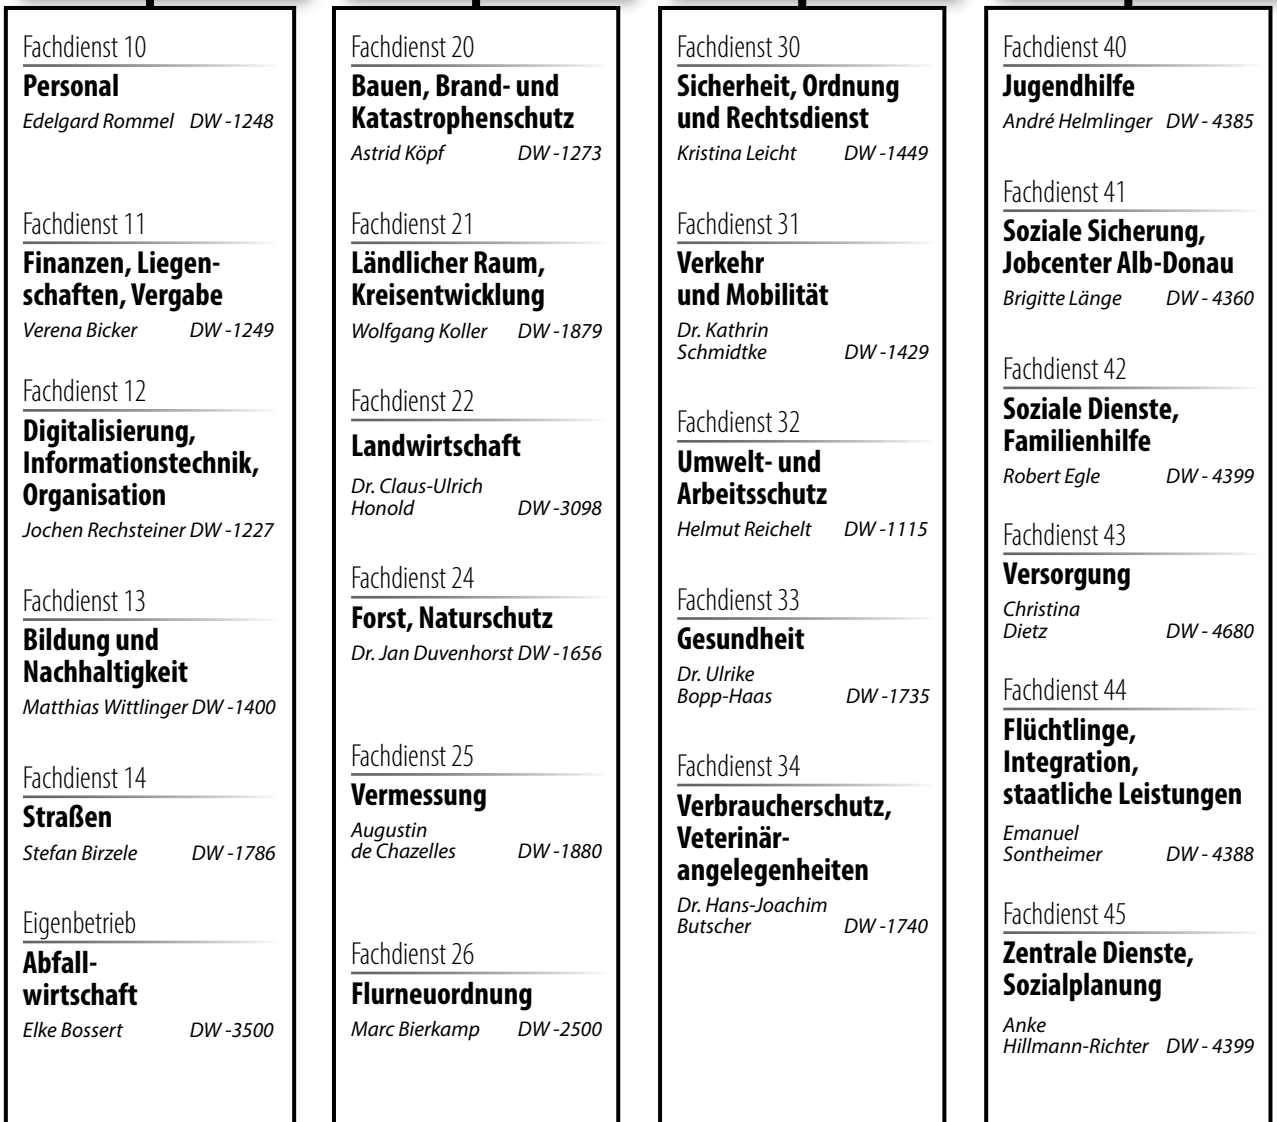 Fachdienst 10
Personal
Edelgard Rommel DW -1248
Fachdienst 11
Finanzen, Liegen-
schaften, Vergabe
Verena Bicker DW -1249
Fachdienst 12
Digitalisierung,
Informationstechnik,
Organisation
Jochen Rechsteiner DW -1227
Fachdienst 13
Bildung und
Nachhaltigkeit
Matthias Wittlinger DW -1400
Fachdienst 14
Straßen
Stefan Birzele DW -1786
Eigenbetrieb
Abfall-
wirtschaft
Elke Bossert DW -3500
Fachdienst 20
Bauen, Brand- und
Katastrophenschutz
Astrid Köpf DW -1273
Fachdienst 21
Ländlicher Raum,
Kreisentwicklung
Wolfgang Koller DW -1879
Fachdienst 22
Landwirtschaft
Dr. Claus-Ulrich
Honold DW -3098
Fachdienst 24
Forst, Naturschutz
Dr. Jan Duvenhorst DW -1656
Fachdienst 25
Vermessung
Augustin
de Chazelles DW -1880
Fachdienst 26
Flurneuordnung
Marc Bierkamp DW -2500
Fachdienst 30
Sicherheit, Ordnung
und Rechtsdienst
Kristina Leicht DW -1449
Fachdienst 31
Verkehr
und Mobilität
Dr. Kathrin
Schmidtke DW -1429
Fachdienst 32
Umwelt- und
Arbeitsschutz
Helmut Reichelt DW -1115
Fachdienst 33
Gesundheit
Dr. Ulrike
Bopp-Haas DW -1735
Fachdienst 34
Verbraucherschutz,
Veterinär-
angelegenheiten
Dr. Hans-Joachim
Butscher DW -1740
Fachdienst 40
Jugendhilfe
André Helmlinger DW - 4385
Fachdienst 41
Soziale Sicherung,
Jobcenter Alb-Donau
Brigitte Länge DW - 4360
Fachdienst 42
Soziale Dienste,
Familienhilfe
Robert Egle DW - 4399
Fachdienst 43
Versorgung
Christina
Dietz DW - 4680
Fachdienst 44
Flüchtlinge,
Integration,
staatliche Leistungen
Emanuel
Sontheimer DW - 4388
Fachdienst 45
Zentrale Dienste,
Sozialplanung
Anke
Hillmann-Richter DW - 4399